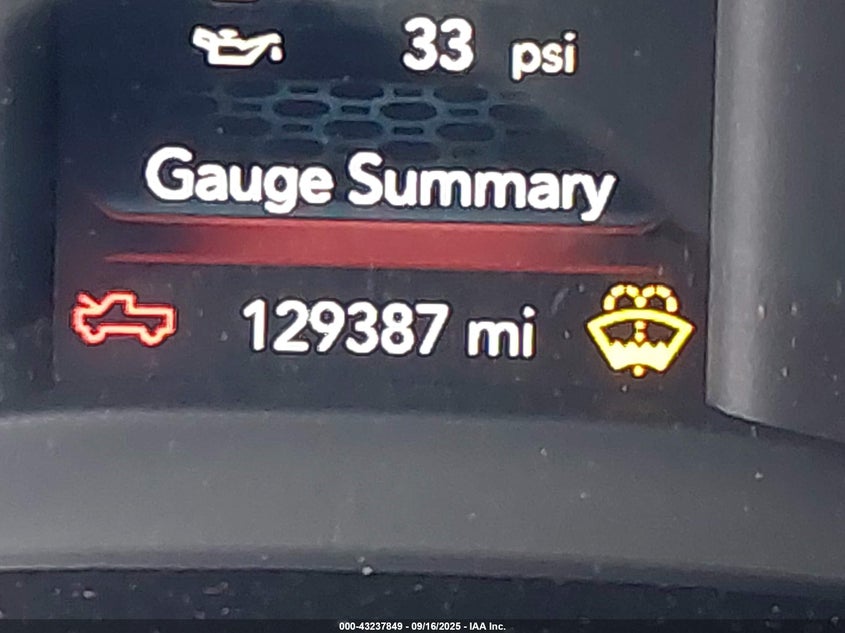 33 psi
Gauge Summary
129387 mi
000-43237849 - 09/16/2025 - IAA Inc.